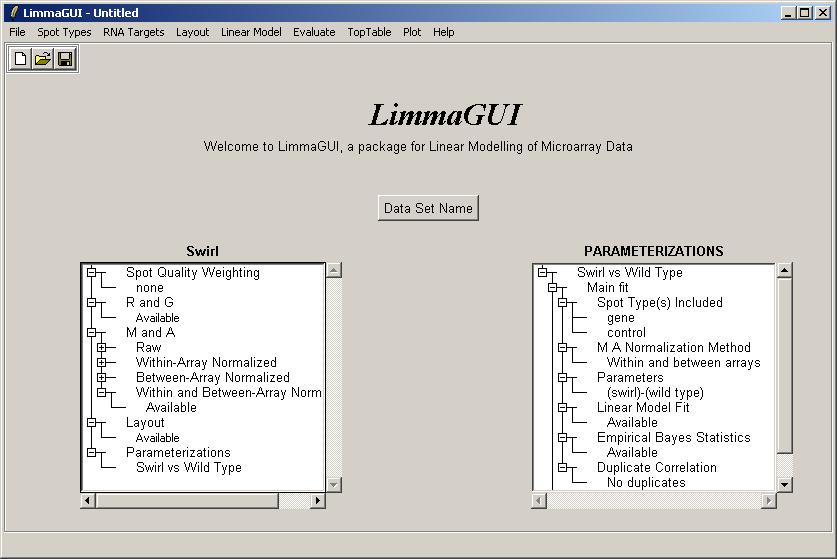 LimmaGUI - Untitled
File Spot Types RNA Targets Layout Linear Model Evaluate TopTable Plot Help
LimmaGUI
Welcome to LimmaGUI, a package for Linear Modelling of Microarray Data
Data Set Name
Swirl
Spot Quality Weighting
none
R and G
Available
M and A
Raw
Within-Array Normalized
Between-Array Normalized
Within and Between-Array Norm
Available
Layout
Available
Parameterizations
Swirl vs Wild Type
PARAMETERIZATIONS
Swirl vs Wild Type
Main fit
Spot Type(s) Included
gene
control
M A Normalization Method
Within and between arrays
Parameters
(swirl)-(wild type)
Linear Model Fit
Available
Empirical Bayes Statistics
Available
Duplicate Correlation
No duplicates